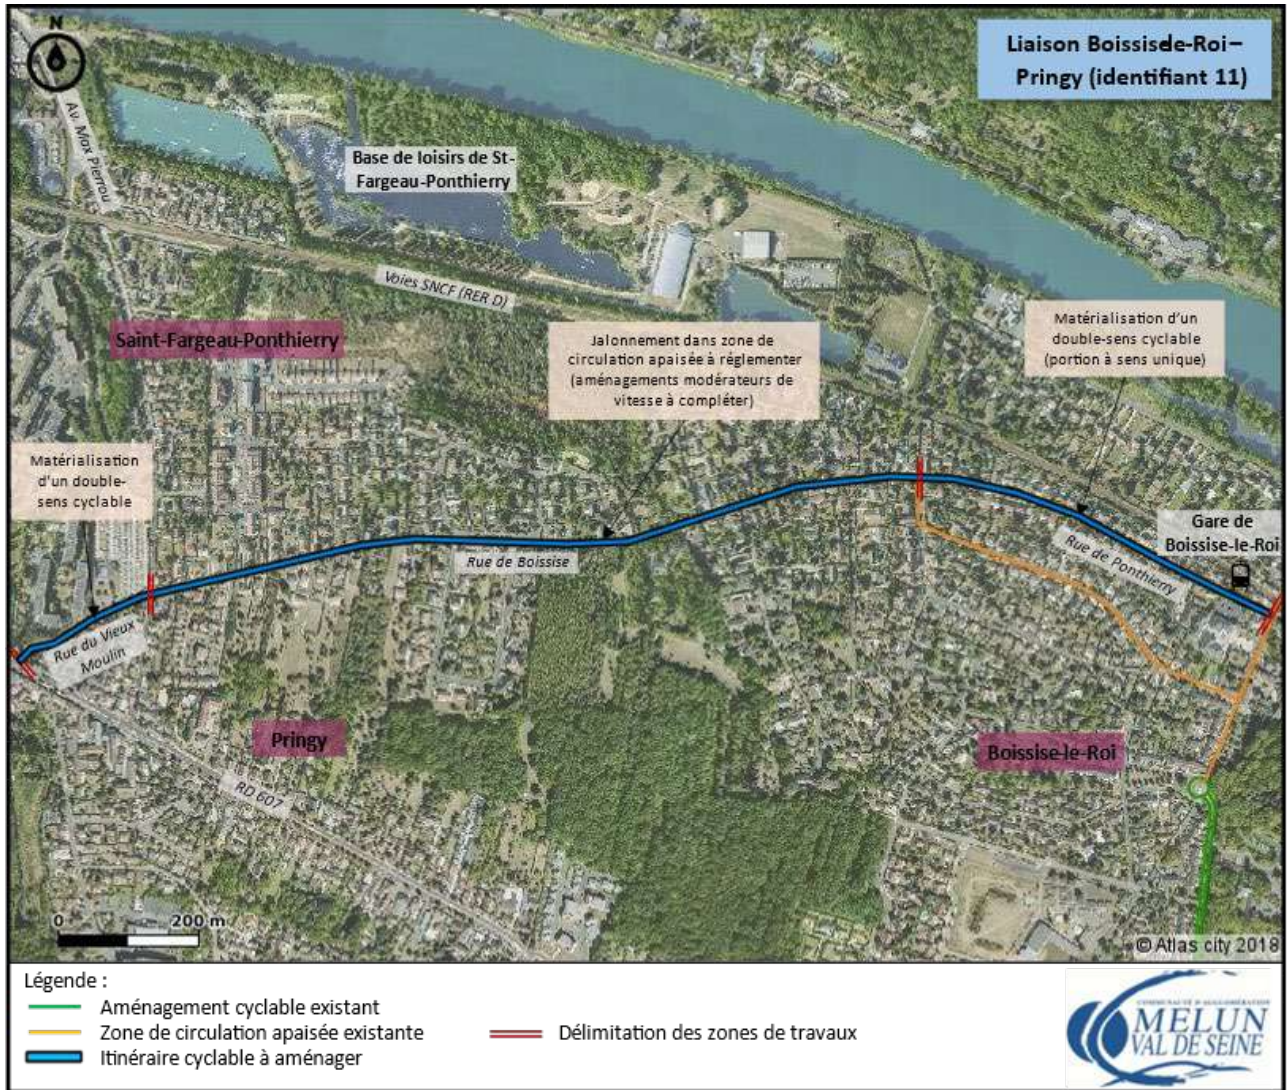 N
Liaison Boissisde-Roi–
Pringy (identifiant 11)
Av. Max Pierrou
Base de loisirs de St-
Fargeau-Ponthierry
Voies SNCF (RER D)
Saint-Fargeau-Ponthierry
Jalonnement dans zone de
circulation apaisée à réglementer
(aménagements modérateurs de
vitesse à compléter)
Matérialisation d'un
double-sens cyclable
(portion à sens unique)
Matérialisation
d'un double-
sens cyclable
Gare de
Boissise-le-Roi
Rue de Boissise
Rue de Ponthierry
Rue du Vieux
Moulin
Pringy
Boissise-le-Roi
RD 607
0 200 m
© Atlas city 2018
Légende :
Aménagement cyclable existant
Zone de circulation apaisée existante
Délimitation des zones de travaux
Itinéraire cyclable à aménager
COMMUNAUTÉ D'AGGLOMÉRATION
MELUN
VAL DE SEINE